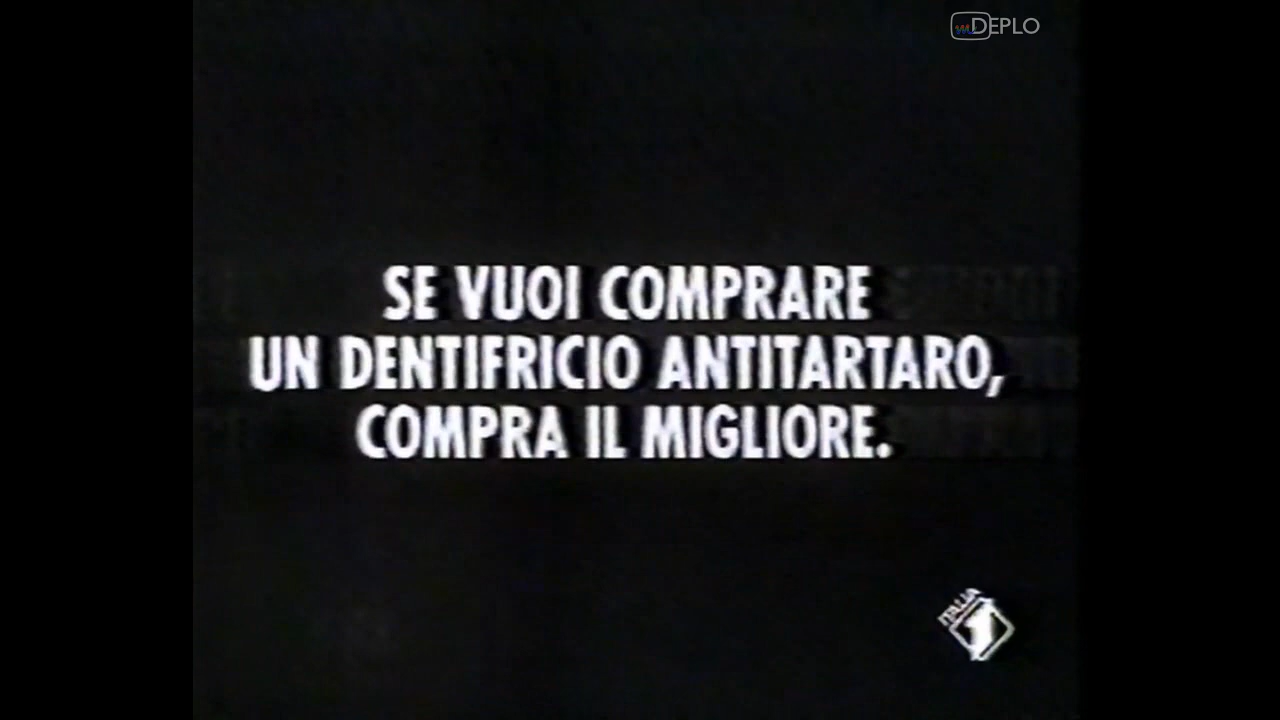 DEPLO
SE VUOI COMPRARE
UN DENTIFRICIO ANTITARTARO,
COMPRA IL MIGLIORE.
ITALIA
1